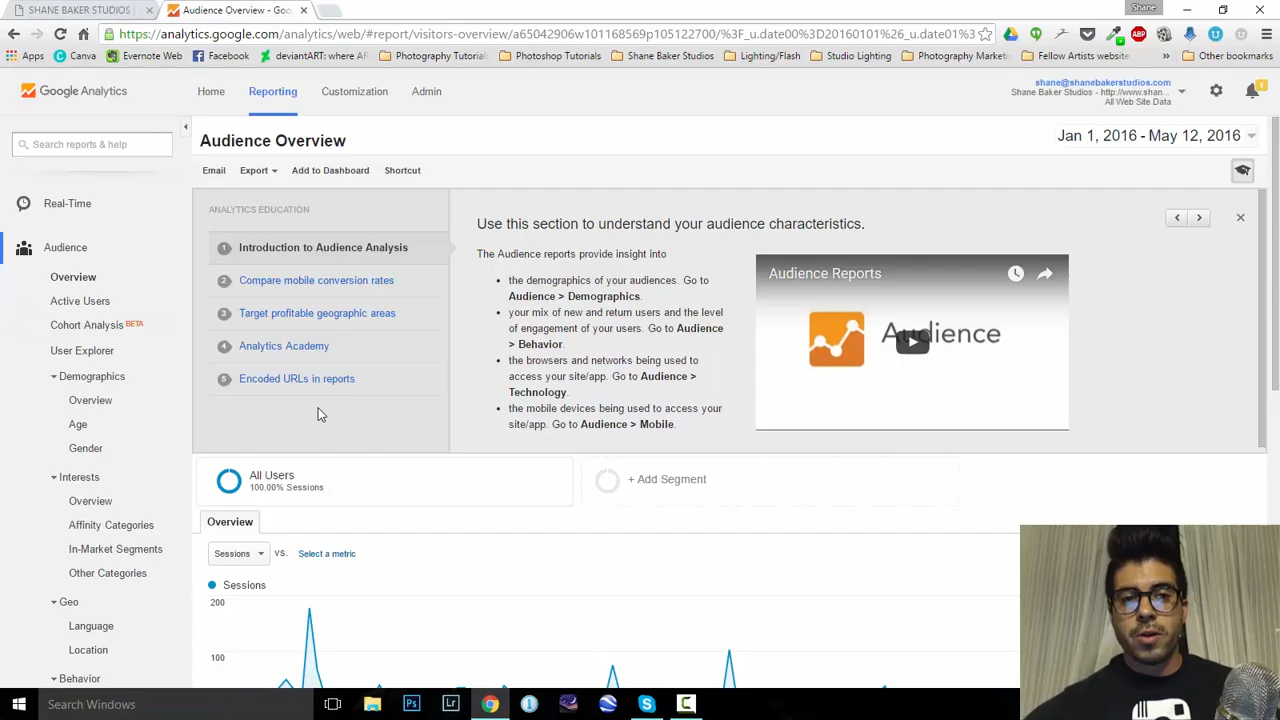 SHANE BAKER STUDIOS
Audience Overview - Goo
Shane
https://analytics.google.com/analytics/web/#report/visitors-overview/a65042906w101168569p105122700/%3F_u.date00%3D20160101%26_u.date01%3
Apps
Canva
Evernote Web
Facebook
deviantART: where AR
Photography Tutorial
Photoshop Tutorials
Shane Baker Studios
Lighting/Flash
Studio Lighting
Photography Market
Fellow Artists website
»
Other bookmarks
Google Analytics
Home
Reporting
Customization
Admin
shane@shanebakerstudios.com
Shane Baker Studios - http://www.shan...
All Web Site Data
1
Search reports & help
Audience Overview
Jan 1, 2016 - May 12, 2016
Email
Export
Add to Dashboard
Shortcut
Real-Time
Audience
Overview
Active Users
Cohort Analysis BETA
User Explorer
Demographics
Overview
Age
Gender
Interests
Overview
Affinity Categories
In-Market Segments
Other Categories
Geo
Language
Location
Behavior
ANALYTICS EDUCATION
1 Introduction to Audience Analysis
2 Compare mobile conversion rates
3 Target profitable geographic areas
4 Analytics Academy
5 Encoded URLs in reports
Use this section to understand your audience characteristics.
The Audience reports provide insight into
• the demographics of your audiences. Go to
Audience > Demographics.
• your mix of new and return users and the level
of engagement of your users. Go to Audience
> Behavior.
• the browsers and networks being used to
access your site/app. Go to Audience >
Technology.
• the mobile devices being used to access your
site/app. Go to Audience > Mobile.
Audience Reports
Audience
All Users
100.00% Sessions
+ Add Segment
Overview
Sessions
vs.
Select a metric
Sessions
200
100
Search Windows
Ps
Lr